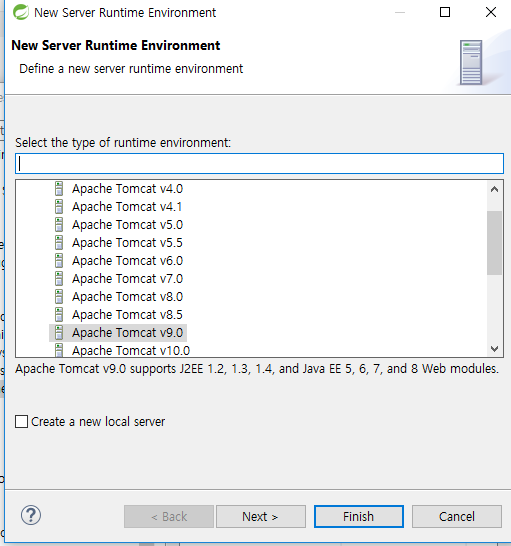 New Server Runtime Environment
New Server Runtime Environment
Define a new server runtime environment
Select the type of runtime environment:
Apache Tomcat v4.0
Apache Tomcat v4.1
Apache Tomcat v5.0
Apache Tomcat v5.5
Apache Tomcat v6.0
Apache Tomcat v7.0
Apache Tomcat v8.0
Apache Tomcat v8.5
Apache Tomcat v9.0
Apache Tomcat v10.0
Apache Tomcat v9.0 supports J2EE 1.2, 1.3, 1.4, and Java EE 5, 6, 7, and 8 Web modules.
Create a new local server
? < Back Next > Finish Cancel